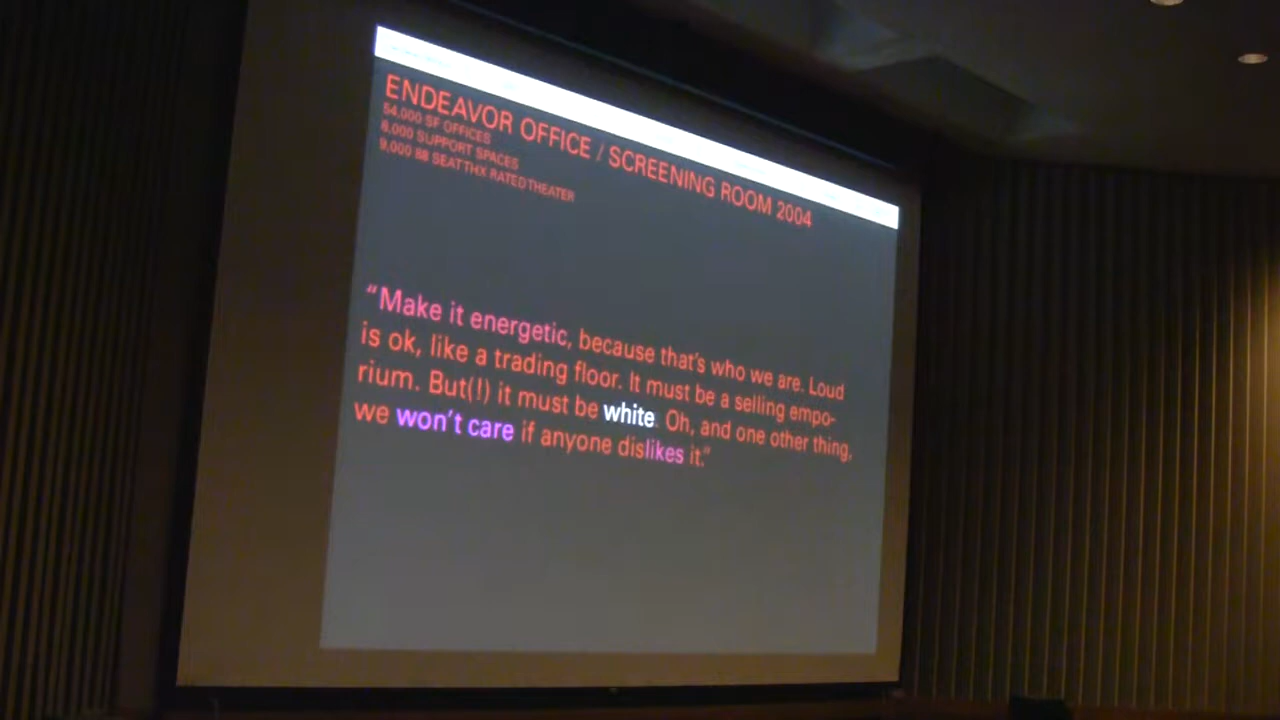 ENDEAVOR OFFICE / SCREENING ROOM 2004
54,000 SF OFFICES
8,000 SUPPORT SPACES
9,000 88 SEAT THX RATED THEATER
“Make it energetic, because that's who we are. Loud
is ok, like a trading floor. It must be a selling empo-
rium. But(!) it must be white. Oh, and one other thing,
we won't care if anyone dislikes it.”